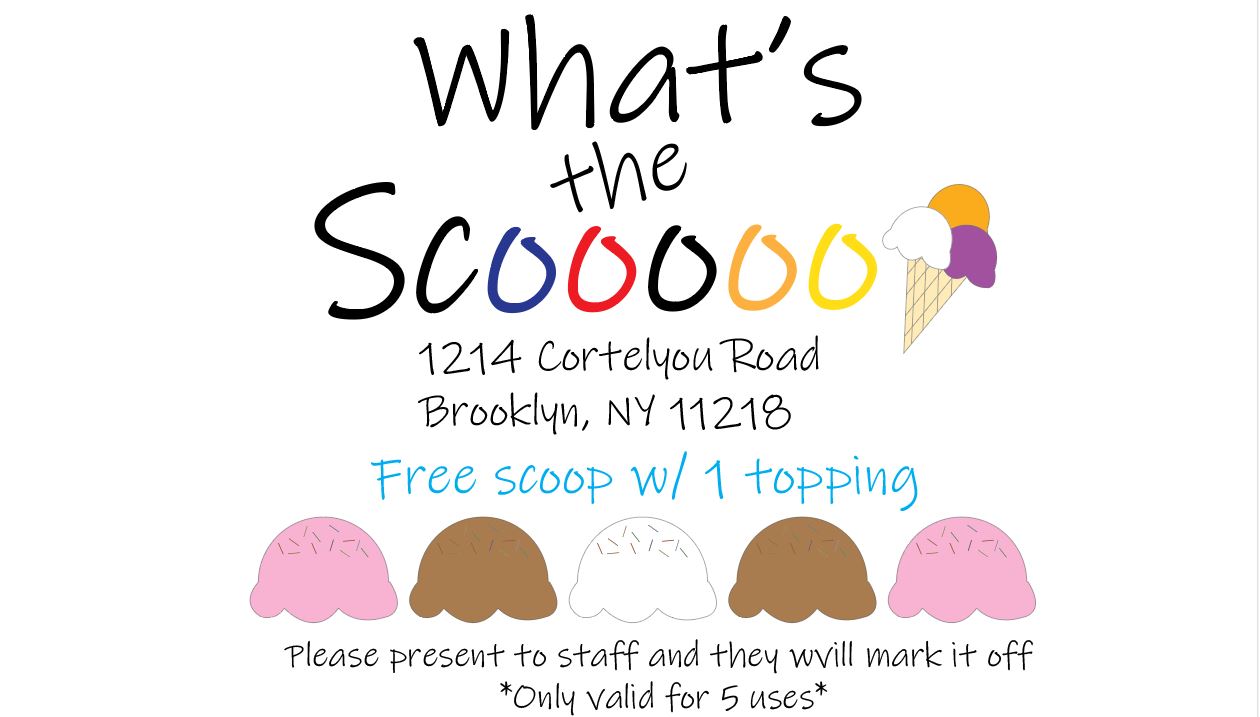 What's
the
Scooooo
1214 Cortelyou Road
Brooklyn, NY 11218
Free scoop w/ 1 topping
Please present to staff and they wvill mark it off
*Only valid for 5 uses*